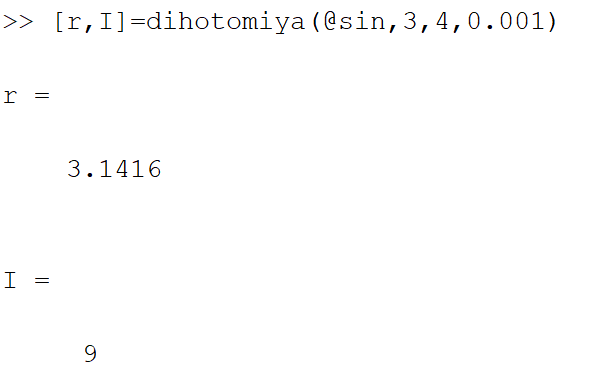 >> [r,I]=dihotomiya(@sin,3,4,0.001)
r =
3.1416
I =
9